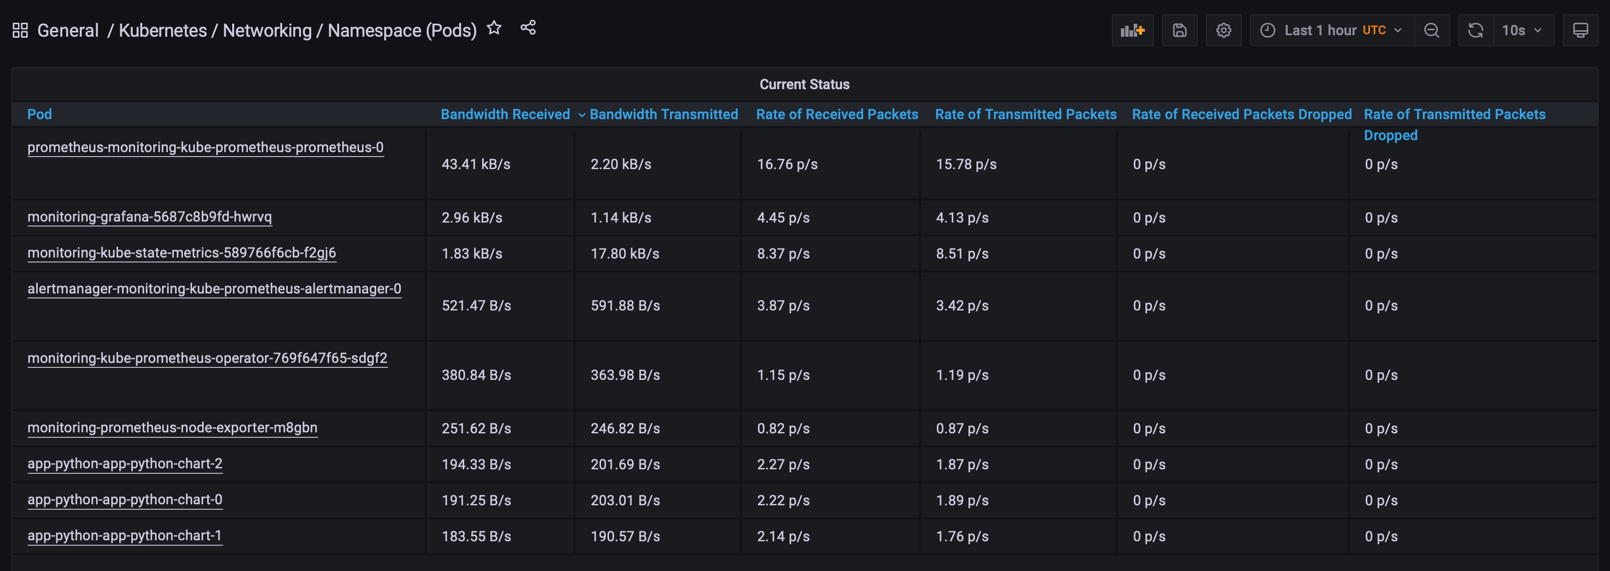 General / Kubernetes / Networking / Namespace (Pods)
Last 1 hour UTC
10s
Current Status
Pod Bandwidth Received Bandwidth Transmitted Rate of Received Packets Rate of Transmitted Packets Rate of Received Packets Dropped Rate of Transmitted Packets
Dropped
prometheus-monitoring-kube-prometheus-prometheus-0 43.41 kB/s 2.20 kB/s 16.76 p/s 15.78 p/s 0 p/s 0 p/s
monitoring-grafana-5687c8b9fd-hwrvq 2.96 kB/s 1.14 kB/s 4.45 p/s 4.13 p/s 0 p/s 0 p/s
monitoring-kube-state-metrics-589766f6cb-f2gj6 1.83 kB/s 17.80 kB/s 8.37 p/s 8.51 p/s 0 p/s 0 p/s
alertmanager-monitoring-kube-prometheus-alertmanager-0 521.47 B/s 591.88 B/s 3.87 p/s 3.42 p/s 0 p/s 0 p/s
monitoring-kube-prometheus-operator-769f647f65-sdgf2 380.84 B/s 363.98 B/s 1.15 p/s 1.19 p/s 0 p/s 0 p/s
monitoring-prometheus-node-exporter-m8gbn 251.62 B/s 246.82 B/s 0.82 p/s 0.87 p/s 0 p/s 0 p/s
app-python-app-python-chart-2 194.33 B/s 201.69 B/s 2.27 p/s 1.87 p/s 0 p/s 0 p/s
app-python-app-python-chart-0 191.25 B/s 203.01 B/s 2.22 p/s 1.89 p/s 0 p/s 0 p/s
app-python-app-python-chart-1 183.55 B/s 190.57 B/s 2.14 p/s 1.76 p/s 0 p/s 0 p/s